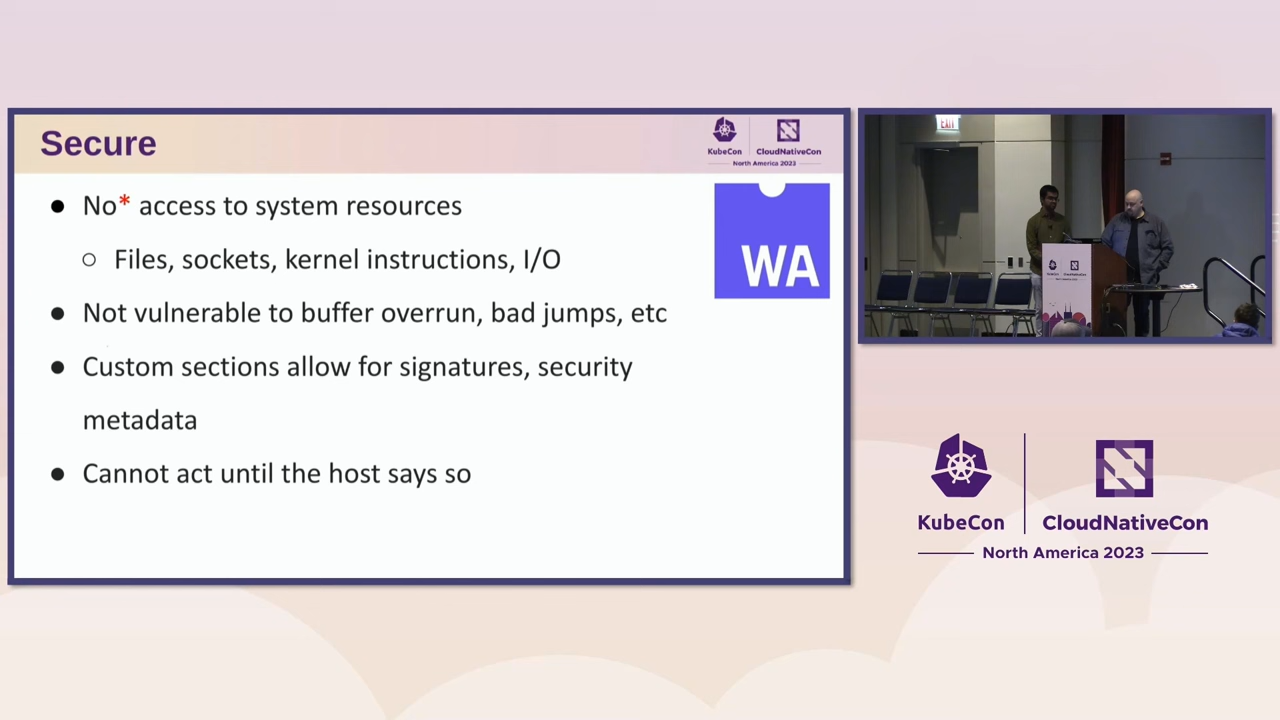 Secure
KubeCon
CloudNativeCon
North America 2023
No* access to system resources
Files, sockets, kernel instructions, I/O
Not vulnerable to buffer overrun, bad jumps, etc
Custom sections allow for signatures, security
metadata
Cannot act until the host says so
WA
EXIT
KubeCon
CloudNativeCon
North America 2023